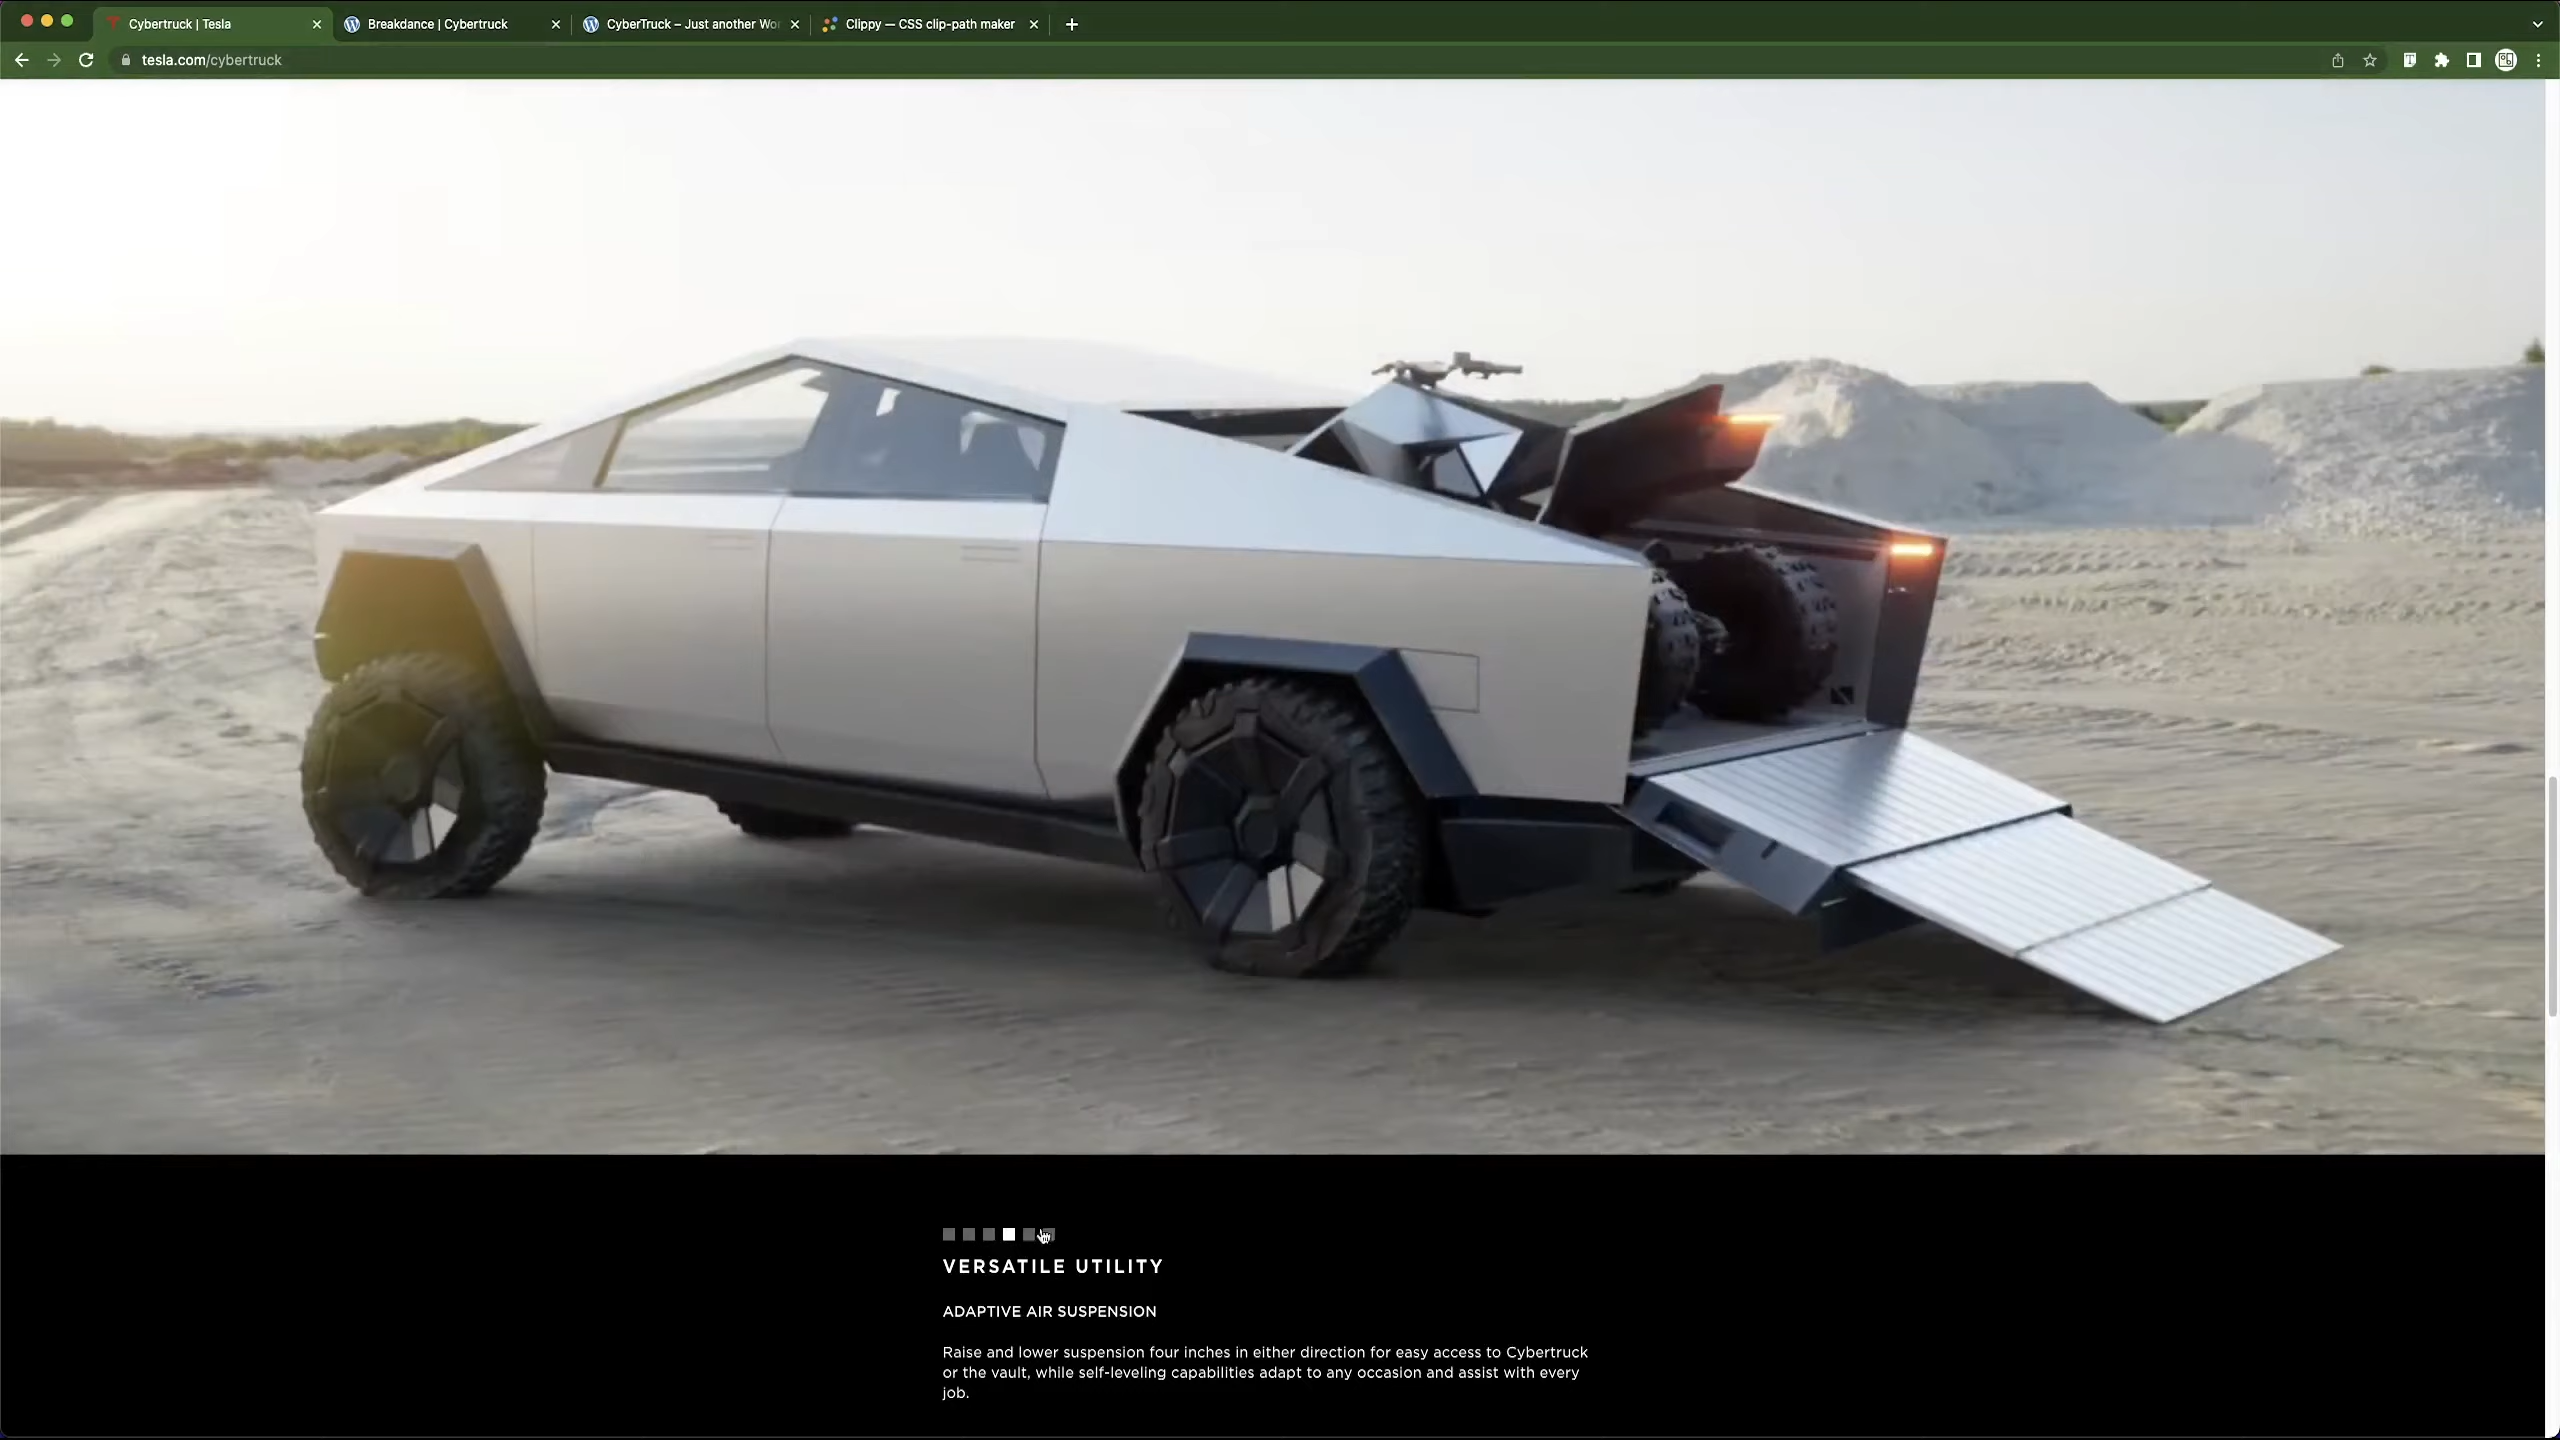 Cybertruck | Tesla
Breakdance | Cybertruck
CyberTruck – Just another Wor
Clippy — CSS clip-path maker
tesla.com/cybertruck
VERSATILE UTILITY
ADAPTIVE AIR SUSPENSION
Raise and lower suspension four inches in either direction for easy access to Cybertruck
or the vault, while self-leveling capabilities adapt to any occasion and assist with every
job.